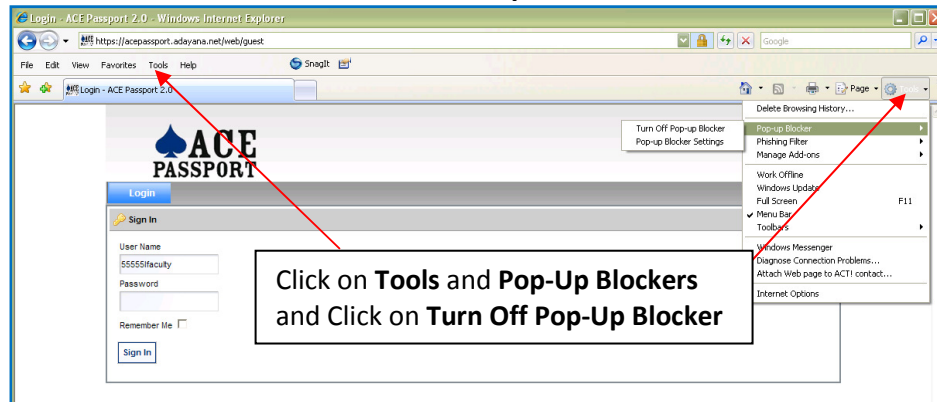 Login - ACE Passport 2.0 - Windows Internet Explorer
https://acepassport.adayana.net/web/guest
Google
File Edit View Favorites Tools Help
SnagIt
Login - ACE Passport 2.0
Page
Tools
Delete Browsing History...
Turn Off Pop-up Blocker
Pop-up Blocker
Pop-up Blocker Settings
Phishing Filter
Manage Add-ons
Work Offline
Windows Update
Full Screen F11
Menu Bar
Toolbars
Windows Messenger
Diagnose Connection Problems...
Attach Web page to ACT! contact...
Internet Options
ACE
PASSPORT
Login
Sign In
User Name
55555lfaculty
Password
Remember Me
Sign In
Click on Tools and Pop-Up Blockers
and Click on Turn Off Pop-Up Blocker